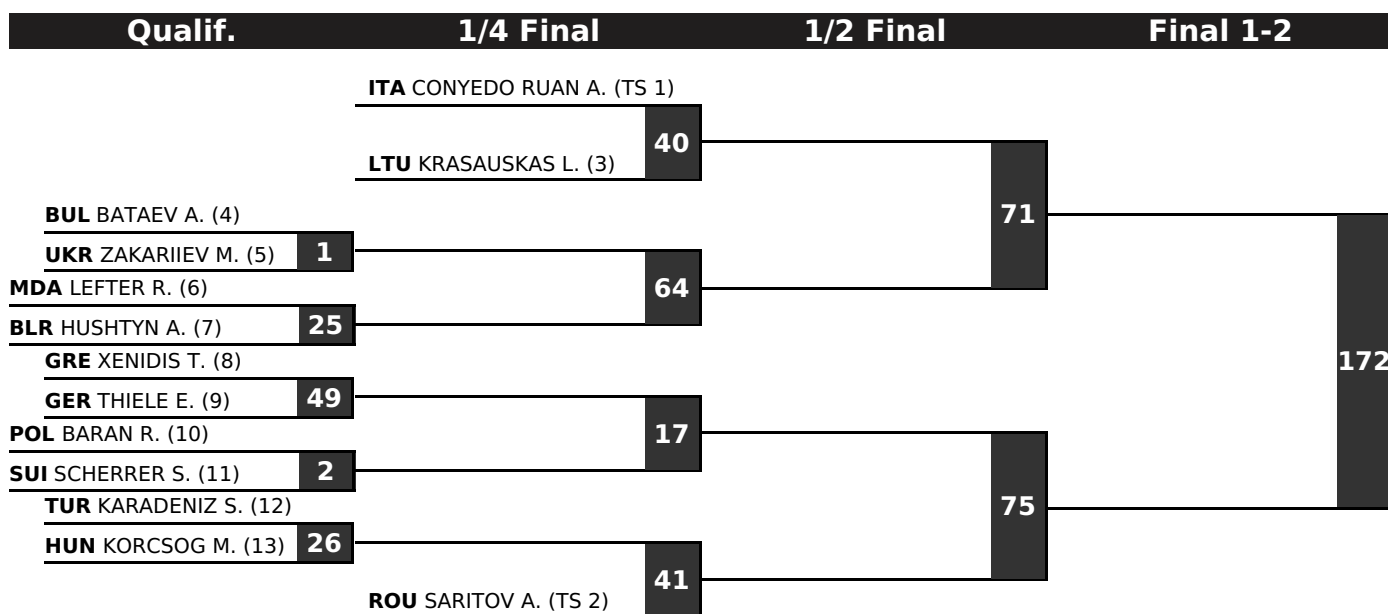 Qualif. 1/4 Final 1/2 Final Final 1-2
ITA CONYEDO RUAN A. (TS 1)
40
LTU KRASAUSKAS L. (3)
BUL BATAEV A. (4)
71
UKR ZAKARIIEV M. (5) 1
MDA LEFTER R. (6)
64
BLR HUSHTYN A. (7) 25
GRE XENIDIS T. (8)
172
GER THIELE E. (9) 49
POL BARAN R. (10)
17
SUI SCHERRER S. (11) 2
TUR KARADENIZ S. (12)
75
HUN KORCSOG M. (13) 26
41
ROU SARITOV A. (TS 2)